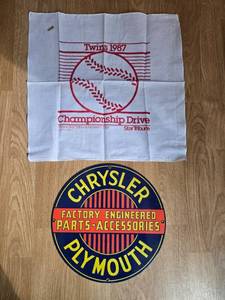 Twins 1987
Championship Drive
Star Tribune
CHRYSLER
FACTORY ENGINEERED
"PARTS-ACCESSORIES"
PLYMOUTH